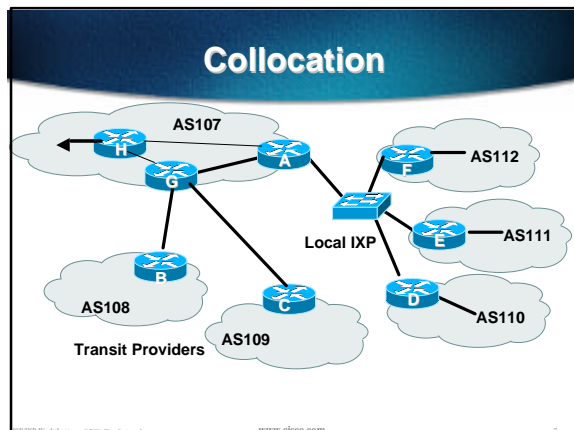 Collocation
AS107
H
A
G
F
AS112
Local IXP
E
AS111
B
AS108
C
D
AS110
AS109
Transit Providers
www.cisco.com